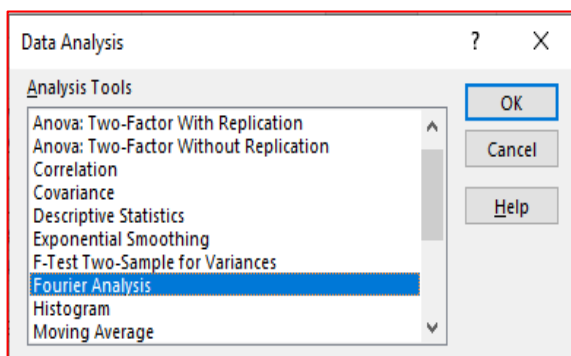 Data Analysis
?
Analysis Tools
Anova: Two-Factor With Replication
Anova: Two-Factor Without Replication
Correlation
Covariance
Descriptive Statistics
Exponential Smoothing
F-Test Two-Sample for Variances
Fourier Analysis
Histogram
Moving Average
OK
Cancel
Help